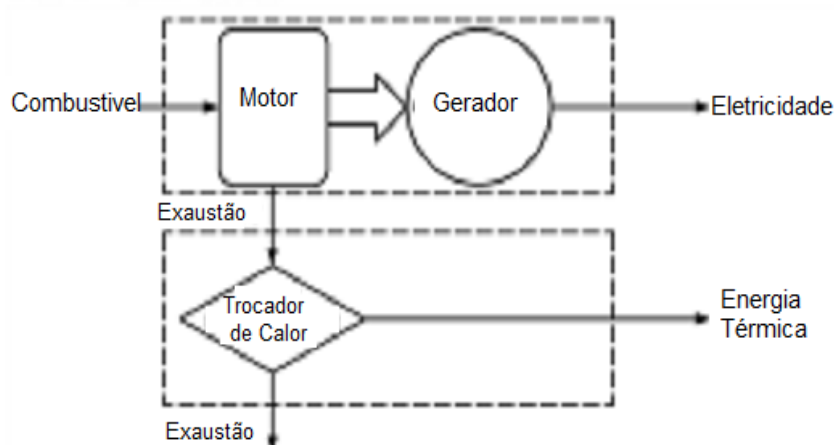 Combustivel
Motor
Gerador
Eletricidade
Exaustão
Trocador
de Calor
Energia
Térmica
Exaustão